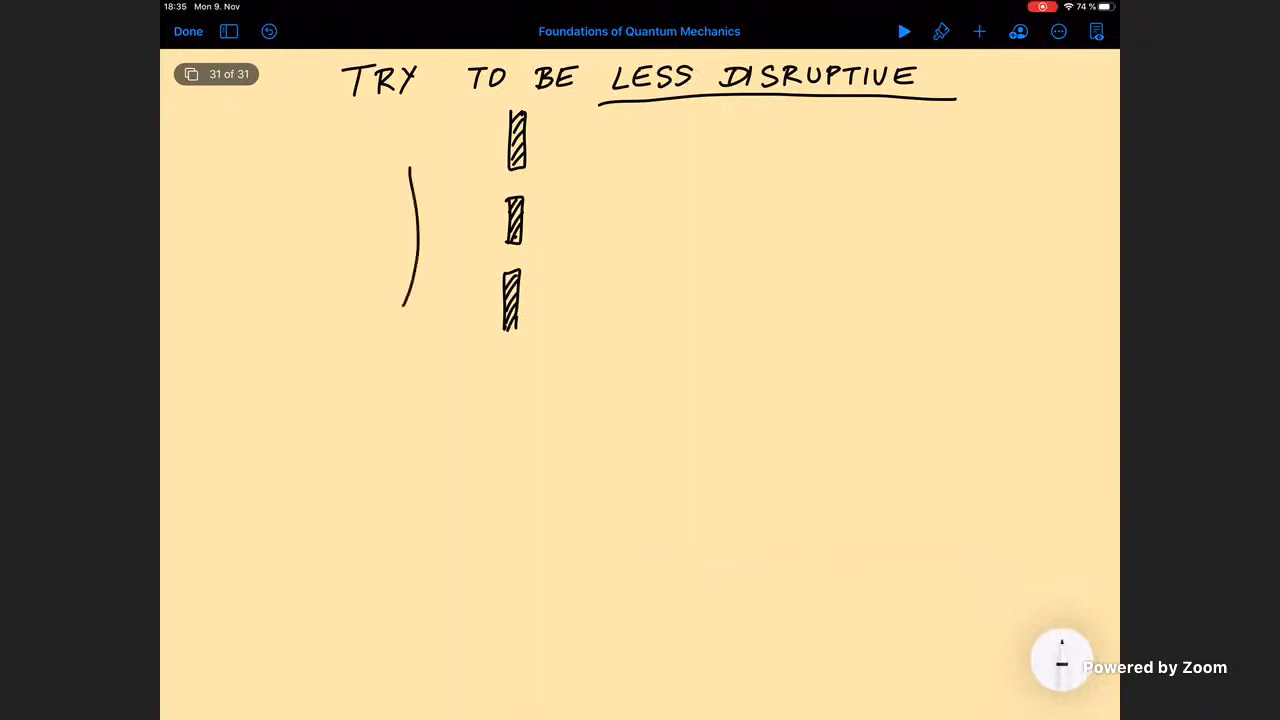 18:35 Mon 9. Nov 74 %
Done Foundations of Quantum Mechanics
31 of 31
TRY TO BE LESS DISRUPTIVE
Powered by Zoom